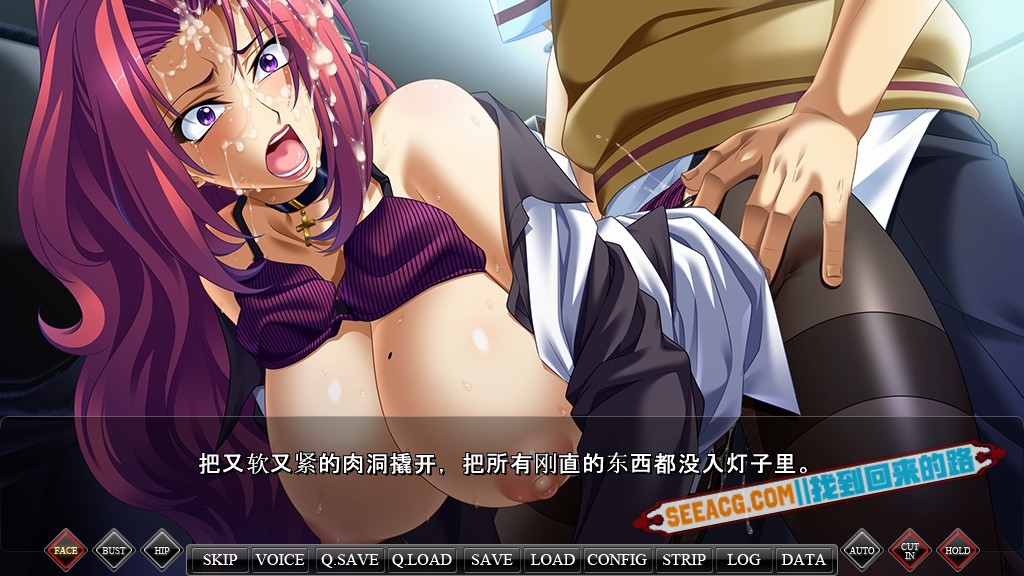 把又软又紧的肉洞撬开，把所有刚直的东西都没入灯子里。
SEEACG.COM||找到回来的路
FACE
BUST
HIP
SKIP
VOICE
Q.SAVE
Q.LOAD
SAVE
LOAD
CONFIG
STRIP
LOG
DATA
AUTO
CUT
IN
HOLD